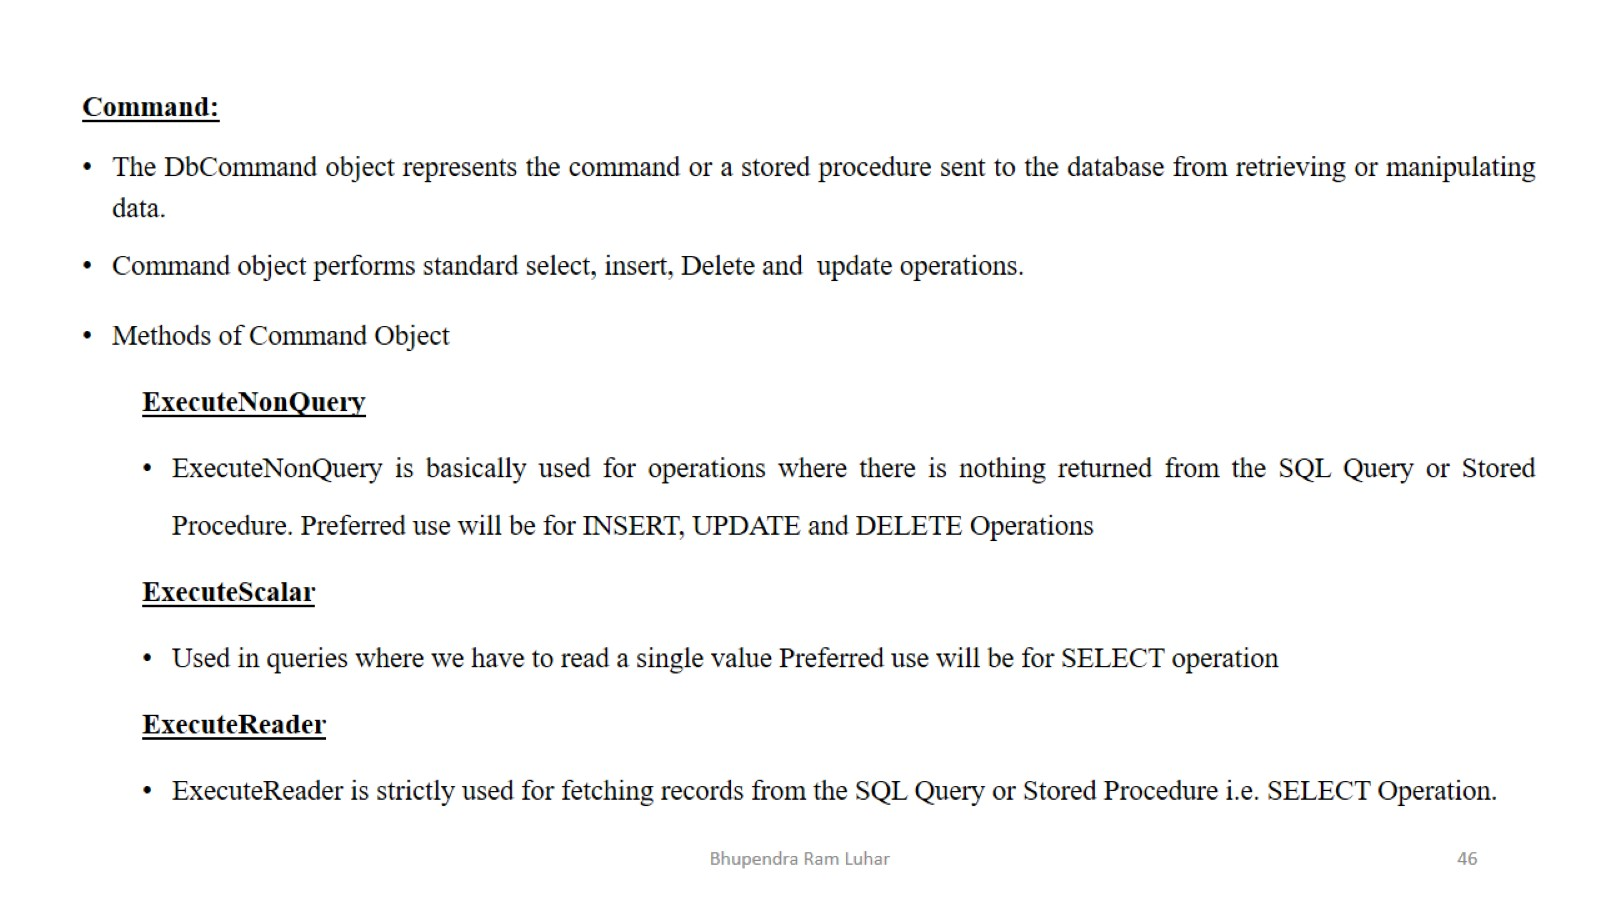 Command:
• The DbCommand object represents the command or a stored procedure sent to the database from retrieving or manipulating
data.
• Command object performs standard select, insert, Delete and  update operations.
• Methods of Command Object
ExecuteNonQuery
• ExecuteNonQuery is basically used for operations where there is nothing returned from the SQL Query or Stored
Procedure. Preferred use will be for INSERT, UPDATE and DELETE Operations
ExecuteScalar
• Used in queries where we have to read a single value Preferred use will be for SELECT operation
ExecuteReader
• ExecuteReader is strictly used for fetching records from the SQL Query or Stored Procedure i.e. SELECT Operation.
Bhupendra Ram Luhar
46